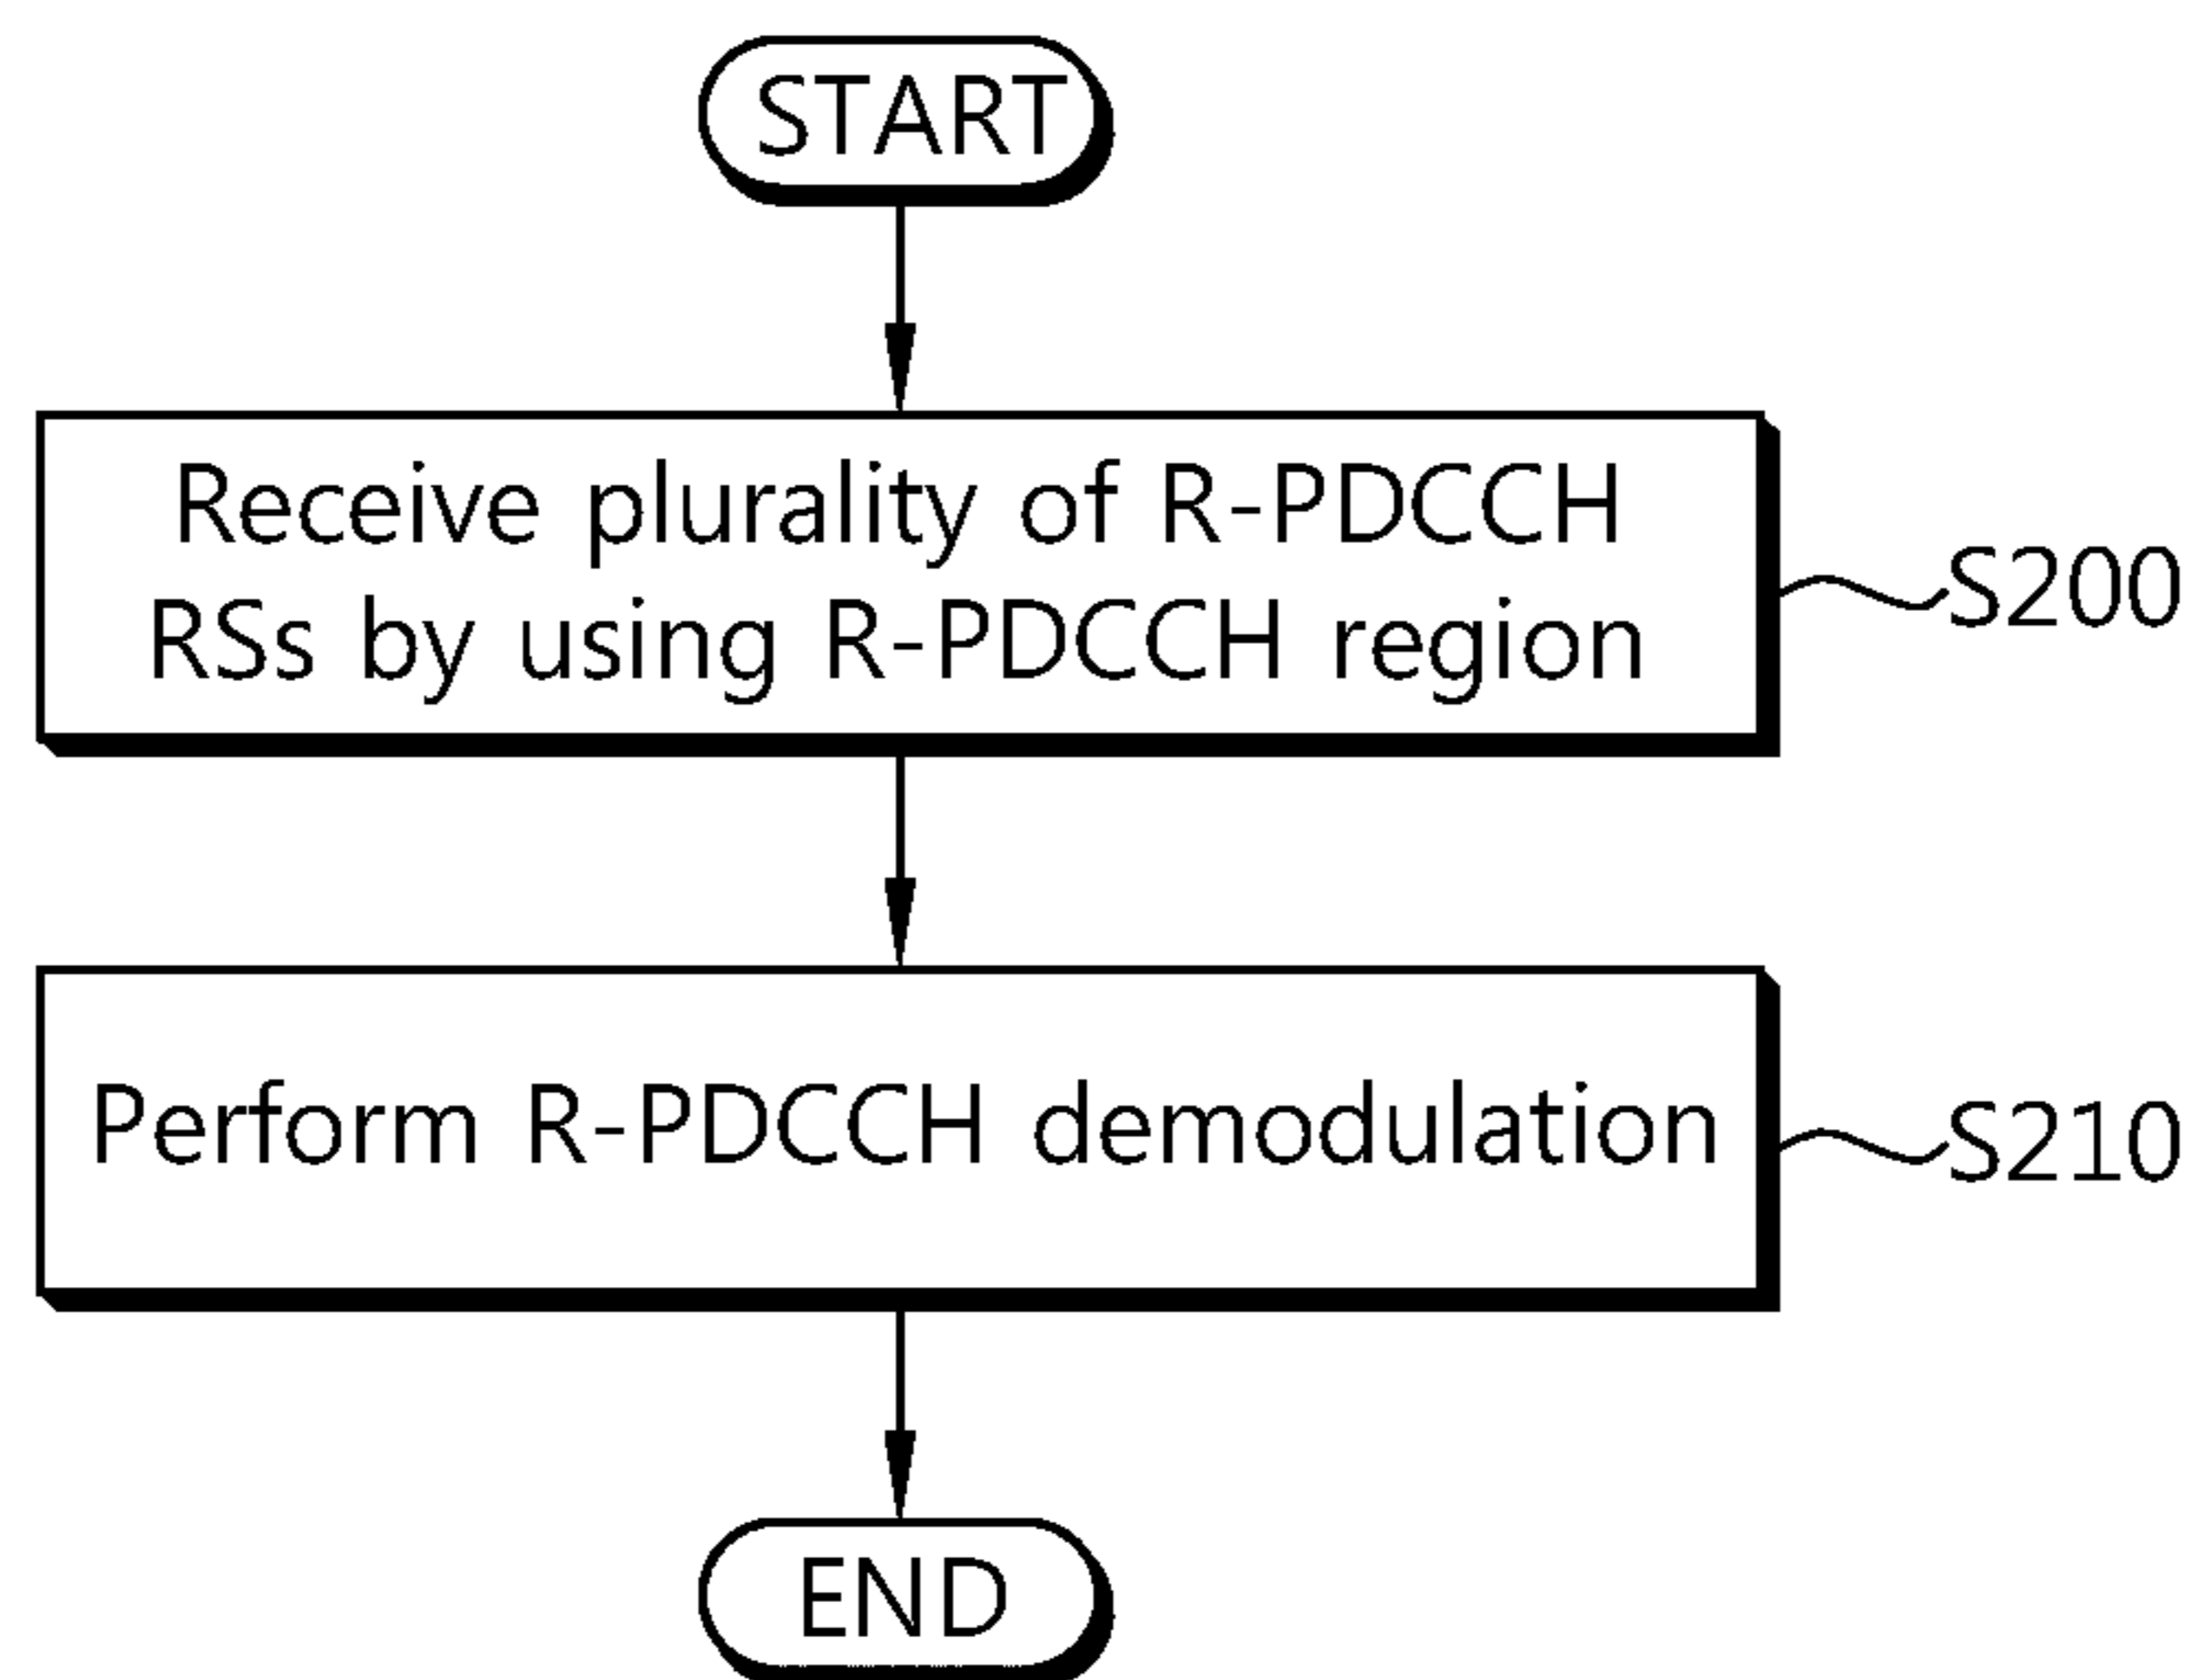 START
Receive plurality of R-PDCCH
RSs by using R-PDCCH region
S200
Perform R-PDCCH demodulation
S210
END